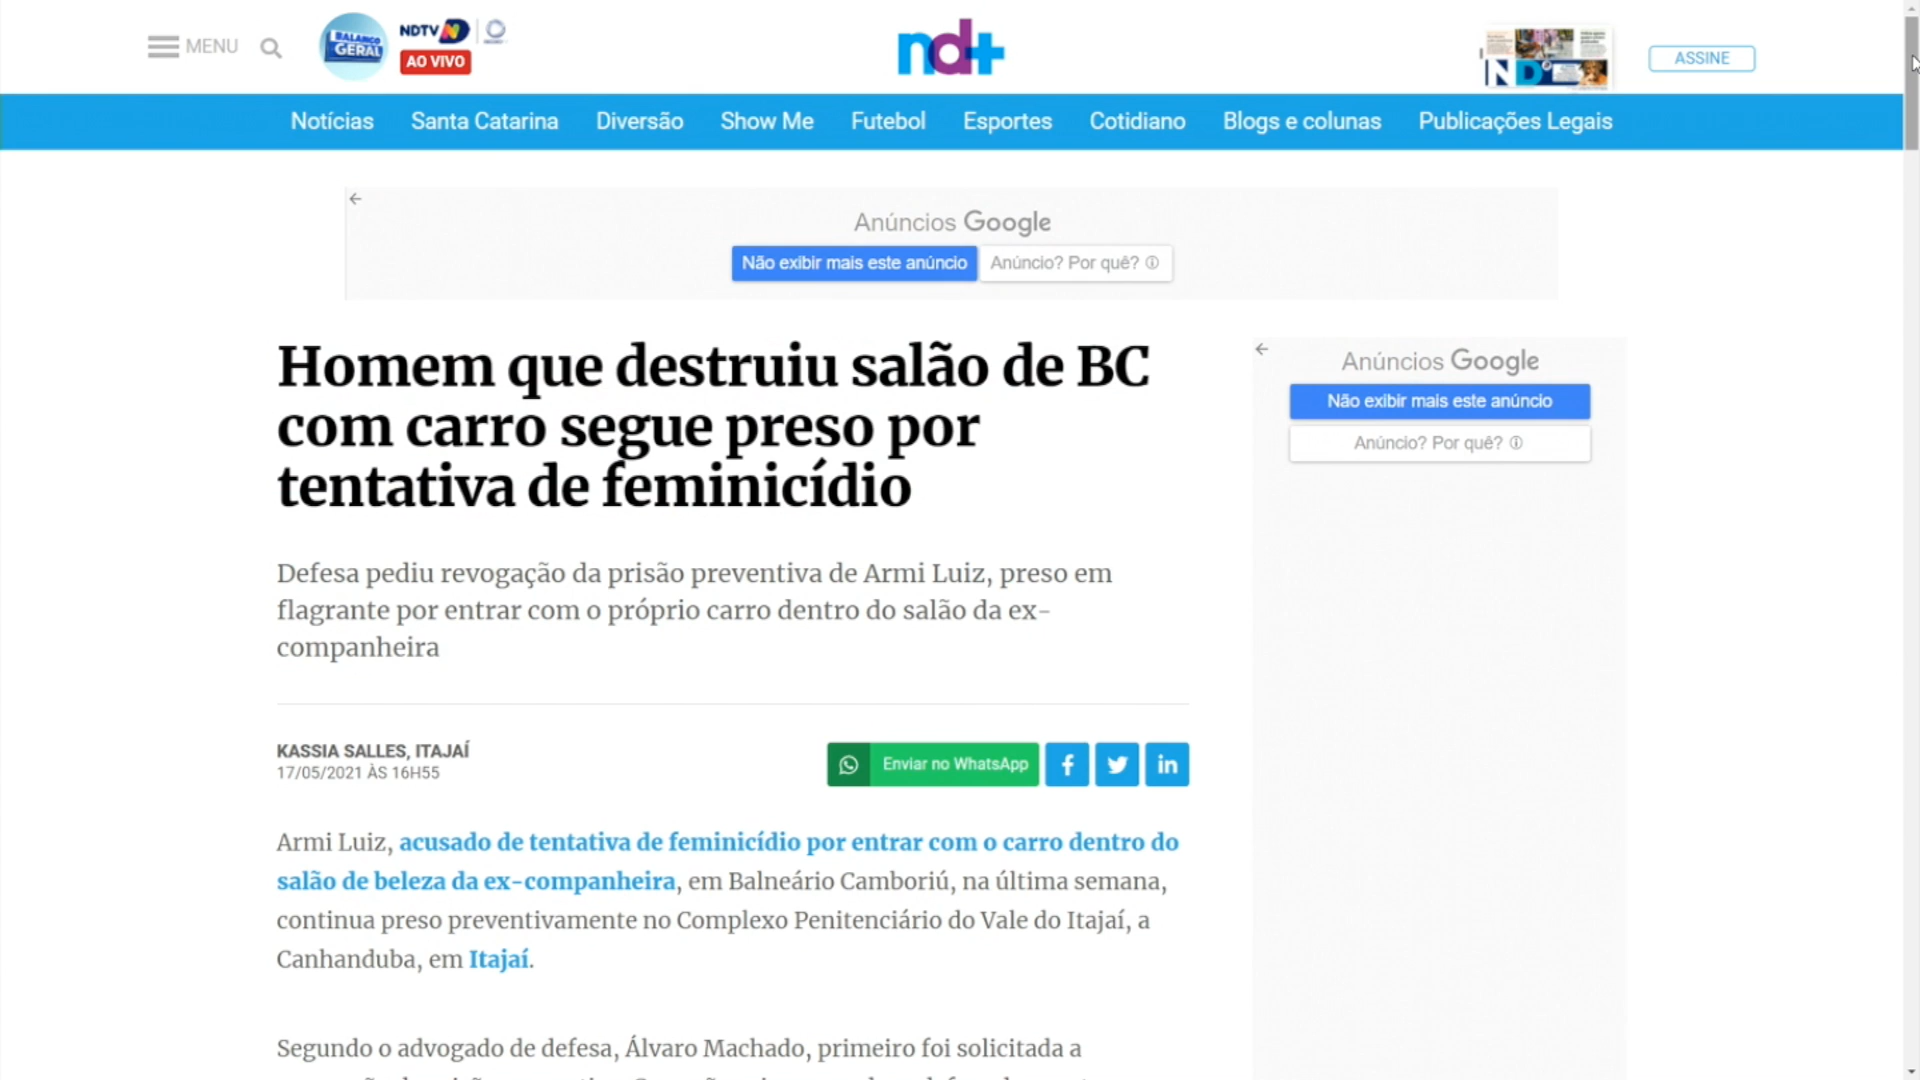 MENU
BALANÇO
GERAL
NDTV
AO VIVO
nd+
ND
ASSINE
Notícias Santa Catarina Diversão Show Me Futebol Esportes Cotidiano Blogs e colunas Publicações Legais
Anúncios Google
Não exibir mais este anúncio Anúncio? Por quê?
Homem que destruiu salão de BC
com carro segue preso por
tentativa de feminicídio
Defesa pediu revogação da prisão preventiva de Armi Luiz, preso em
flagrante por entrar com o próprio carro dentro do salão da ex-
companheira
KASSIA SALLES, ITAJAÍ
17/05/2021 ÀS 16H55
Enviar no WhatsApp
Armi Luiz, acusado de tentativa de feminicídio por entrar com o carro dentro do
salão de beleza da ex-companheira, em Balneário Camboriú, na última semana,
continua preso preventivamente no Complexo Penitenciário do Vale do Itajaí, a
Canhanduba, em Itajaí.
Segundo o advogado de defesa, Álvaro Machado, primeiro foi solicitada a
Anúncios Google
Não exibir mais este anúncio
Anúncio? Por quê?